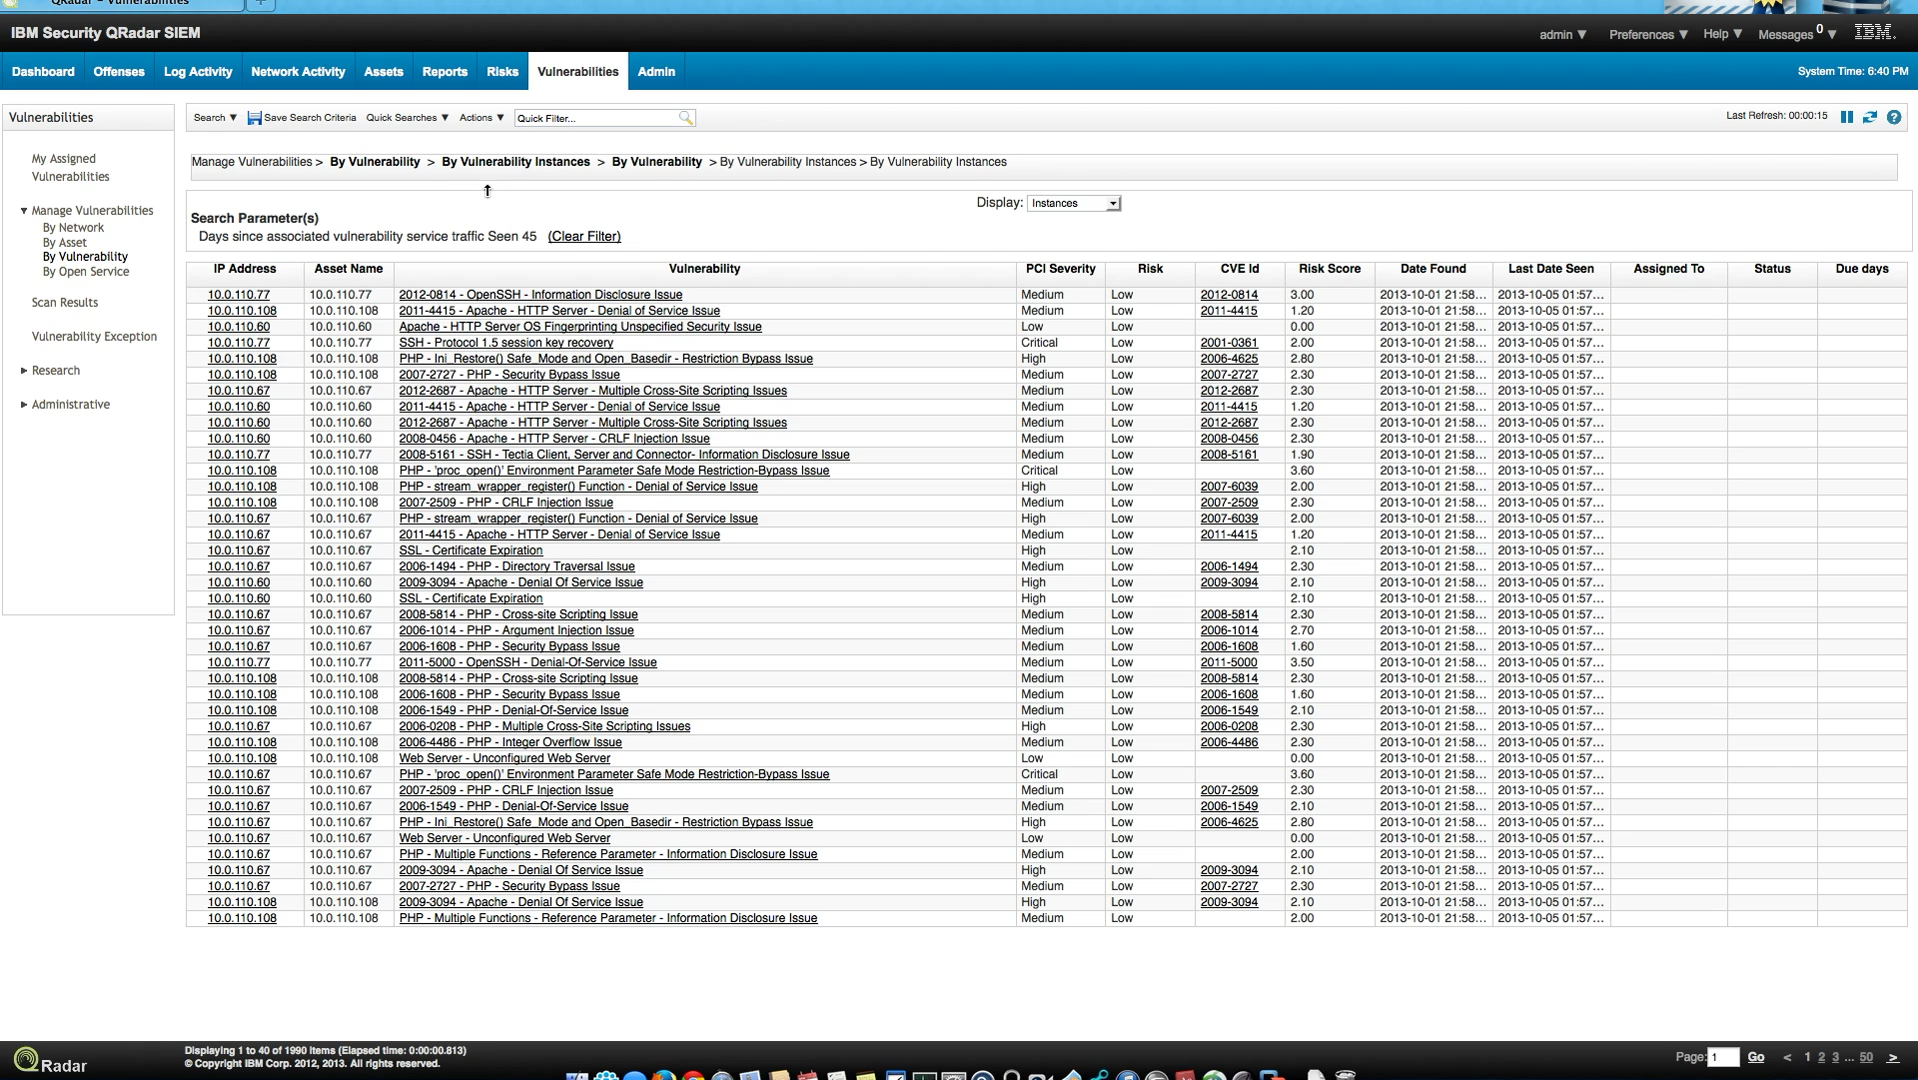 QRadar - Vulnerabilities
IBM Security QRadar SIEM
admin ▼ Preferences ▼ Help ▼ Messages 0 ▼ IBM.
Dashboard Offenses Log Activity Network Activity Assets Reports Risks Vulnerabilities Admin System Time: 6:40 PM
Vulnerabilities
My Assigned
Vulnerabilities
▼ Manage Vulnerabilities
By Network
By Asset
By Vulnerability
By Open Service
Scan Results
Vulnerability Exception
▶ Research
▶ Administrative
Search ▼ Save Search Criteria Quick Searches ▼ Actions ▼ Quick Filter... Last Refresh: 00:00:15 ?
Manage Vulnerabilities > By Vulnerability > By Vulnerability Instances > By Vulnerability > By Vulnerability Instances > By Vulnerability Instances
Display: Instances
Search Parameter(s)
Days since associated vulnerability service traffic Seen 45 (Clear Filter)
IP Address Asset Name Vulnerability PCI Severity Risk CVE Id Risk Score Date Found Last Date Seen Assigned To Status Due days
10.0.110.77 10.0.110.77 2012-0814 - OpenSSH - Information Disclosure Issue Medium Low 2012-0814 3.00 2013-10-01 21:58... 2013-10-05 01:57...
10.0.110.108 10.0.110.108 2011-4415 - Apache - HTTP Server - Denial of Service Issue Medium Low 2011-4415 1.20 2013-10-01 21:58... 2013-10-05 01:57...
10.0.110.60 10.0.110.60 Apache - HTTP Server OS Fingerprinting Unspecified Security Issue Low Low 0.00 2013-10-01 21:58... 2013-10-05 01:57...
10.0.110.77 10.0.110.77 SSH - Protocol 1.5 session key recovery Critical Low 2001-0361 2.00 2013-10-01 21:58... 2013-10-05 01:57...
10.0.110.108 10.0.110.108 PHP - Ini_Restore() Safe_Mode and Open_Basedir - Restriction Bypass Issue High Low 2006-4625 2.80 2013-10-01 21:58... 2013-10-05 01:57...
10.0.110.108 10.0.110.108 2007-2727 - PHP - Security Bypass Issue Medium Low 2007-2727 2.30 2013-10-01 21:58... 2013-10-05 01:57...
10.0.110.67 10.0.110.67 2012-2687 - Apache - HTTP Server - Multiple Cross-Site Scripting Issues Medium Low 2012-2687 2.30 2013-10-01 21:58... 2013-10-05 01:57...
10.0.110.60 10.0.110.60 2011-4415 - Apache - HTTP Server - Denial of Service Issue Medium Low 2011-4415 1.20 2013-10-01 21:58... 2013-10-05 01:57...
10.0.110.60 10.0.110.60 2012-2687 - Apache - HTTP Server - Multiple Cross-Site Scripting Issues Medium Low 2012-2687 2.30 2013-10-01 21:58... 2013-10-05 01:57...
10.0.110.60 10.0.110.60 2008-0456 - Apache - HTTP Server - CRLF Injection Issue Medium Low 2008-0456 2.30 2013-10-01 21:58... 2013-10-05 01:57...
10.0.110.77 10.0.110.77 2008-5161 - SSH - Tectia Client, Server and Connector- Information Disclosure Issue Medium Low 2008-5161 1.90 2013-10-01 21:58... 2013-10-05 01:57...
10.0.110.108 10.0.110.108 PHP - 'proc_open()' Environment Parameter Safe Mode Restriction-Bypass Issue Critical Low 3.60 2013-10-01 21:58... 2013-10-05 01:57...
10.0.110.108 10.0.110.108 PHP - stream_wrapper_register() Function - Denial of Service Issue High Low 2007-6039 2.00 2013-10-01 21:58... 2013-10-05 01:57...
10.0.110.108 10.0.110.108 2007-2509 - PHP - CRLF Injection Issue Medium Low 2007-2509 2.30 2013-10-01 21:58... 2013-10-05 01:57...
10.0.110.67 10.0.110.67 PHP - stream_wrapper_register() Function - Denial of Service Issue High Low 2007-6039 2.00 2013-10-01 21:58... 2013-10-05 01:57...
10.0.110.67 10.0.110.67 2011-4415 - Apache - HTTP Server - Denial of Service Issue Medium Low 2011-4415 1.20 2013-10-01 21:58... 2013-10-05 01:57...
10.0.110.67 10.0.110.67 SSL - Certificate Expiration High Low 2.10 2013-10-01 21:58... 2013-10-05 01:57...
10.0.110.67 10.0.110.67 2006-1494 - PHP - Directory Traversal Issue Medium Low 2006-1494 2.30 2013-10-01 21:58... 2013-10-05 01:57...
10.0.110.60 10.0.110.60 2009-3094 - Apache - Denial Of Service Issue High Low 2009-3094 2.10 2013-10-01 21:58... 2013-10-05 01:57...
10.0.110.60 10.0.110.60 SSL - Certificate Expiration High Low 2.10 2013-10-01 21:58... 2013-10-05 01:57...
10.0.110.67 10.0.110.67 2008-5814 - PHP - Cross-site Scripting Issue Medium Low 2008-5814 2.30 2013-10-01 21:58... 2013-10-05 01:57...
10.0.110.67 10.0.110.67 2006-1014 - PHP - Argument Injection Issue Medium Low 2006-1014 2.70 2013-10-01 21:58... 2013-10-05 01:57...
10.0.110.67 10.0.110.67 2006-1608 - PHP - Security Bypass Issue Medium Low 2006-1608 1.60 2013-10-01 21:58... 2013-10-05 01:57...
10.0.110.77 10.0.110.77 2011-5000 - OpenSSH - Denial-Of-Service Issue Medium Low 2011-5000 3.50 2013-10-01 21:58... 2013-10-05 01:57...
10.0.110.108 10.0.110.108 2008-5814 - PHP - Cross-site Scripting Issue Medium Low 2008-5814 2.30 2013-10-01 21:58... 2013-10-05 01:57...
10.0.110.108 10.0.110.108 2006-1608 - PHP - Security Bypass Issue Medium Low 2006-1608 1.60 2013-10-01 21:58... 2013-10-05 01:57...
10.0.110.108 10.0.110.108 2006-1549 - PHP - Denial-Of-Service Issue Medium Low 2006-1549 2.10 2013-10-01 21:58... 2013-10-05 01:57...
10.0.110.67 10.0.110.67 2006-0208 - PHP - Multiple Cross-Site Scripting Issues High Low 2006-0208 2.30 2013-10-01 21:58... 2013-10-05 01:57...
10.0.110.108 10.0.110.108 2006-4486 - PHP - Integer Overflow Issue Medium Low 2006-4486 2.30 2013-10-01 21:58... 2013-10-05 01:57...
10.0.110.108 10.0.110.108 Web Server - Unconfigured Web Server Low Low 0.00 2013-10-01 21:58... 2013-10-05 01:57...
10.0.110.67 10.0.110.67 PHP - 'proc_open()' Environment Parameter Safe Mode Restriction-Bypass Issue Critical Low 3.60 2013-10-01 21:58... 2013-10-05 01:57...
10.0.110.67 10.0.110.67 2007-2509 - PHP - CRLF Injection Issue Medium Low 2007-2509 2.30 2013-10-01 21:58... 2013-10-05 01:57...
10.0.110.67 10.0.110.67 2006-1549 - PHP - Denial-Of-Service Issue Medium Low 2006-1549 2.10 2013-10-01 21:58... 2013-10-05 01:57...
10.0.110.67 10.0.110.67 PHP - Ini_Restore() Safe_Mode and Open_Basedir - Restriction Bypass Issue High Low 2006-4625 2.80 2013-10-01 21:58... 2013-10-05 01:57...
10.0.110.67 10.0.110.67 Web Server - Unconfigured Web Server Low Low 0.00 2013-10-01 21:58... 2013-10-05 01:57...
10.0.110.67 10.0.110.67 PHP - Multiple Functions - Reference Parameter - Information Disclosure Issue Medium Low 2.00 2013-10-01 21:58... 2013-10-05 01:57...
10.0.110.67 10.0.110.67 2009-3094 - Apache - Denial Of Service Issue High Low 2009-3094 2.10 2013-10-01 21:58... 2013-10-05 01:57...
10.0.110.67 10.0.110.67 2007-2727 - PHP - Security Bypass Issue Medium Low 2007-2727 2.30 2013-10-01 21:58... 2013-10-05 01:57...
10.0.110.108 10.0.110.108 2009-3094 - Apache - Denial Of Service Issue High Low 2009-3094 2.10 2013-10-01 21:58... 2013-10-05 01:57...
10.0.110.108 10.0.110.108 PHP - Multiple Functions - Reference Parameter - Information Disclosure Issue Medium Low 2.00 2013-10-01 21:58... 2013-10-05 01:57...
QRadar
Displaying 1 to 40 of 1990 items (Elapsed time: 0:00:00.813)
© Copyright IBM Corp. 2012, 2013. All rights reserved.
Page: 1 Go < 1 2 3 ... 50 >